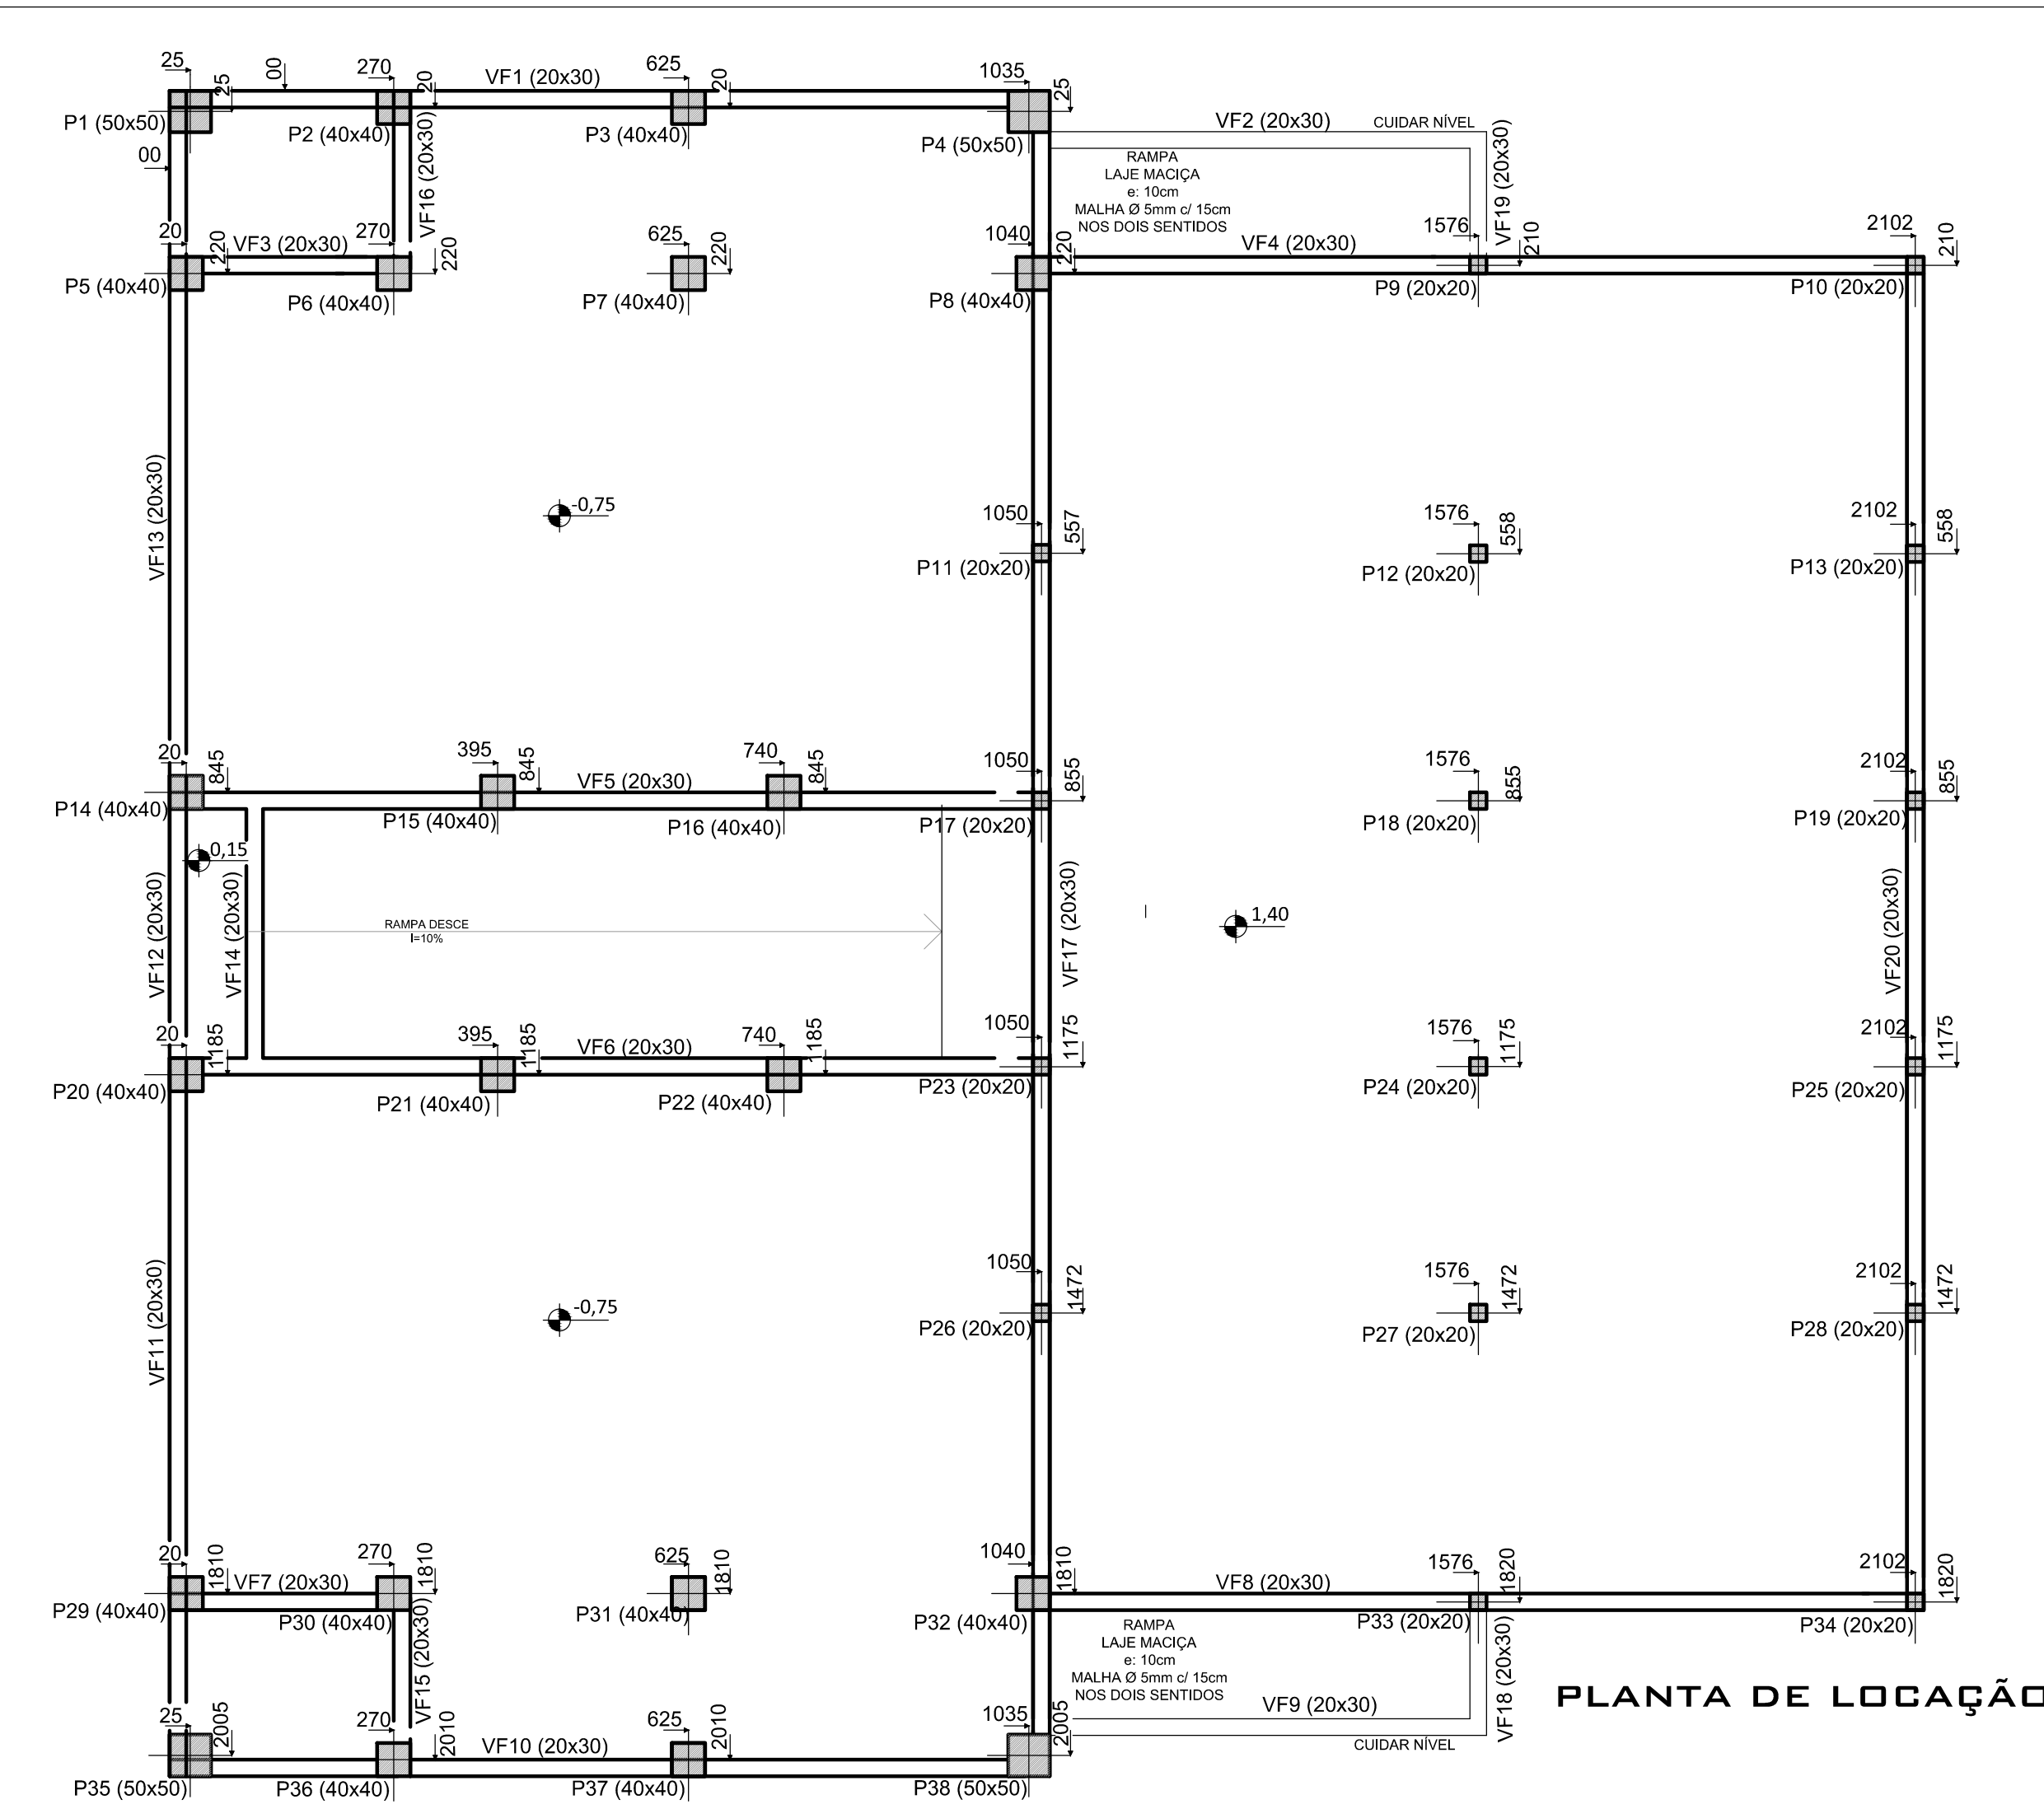 25
25
00
270
20
VF1 (20x30)
625
20
1035
25
P1 (50x50)
P2 (40x40)
P3 (40x40)
P4 (50x50)
VF2 (20x30)
CUIDAR NÍVEL
00
VF16 (20x30)
RAMPA
LAJE MACIÇA
e: 10cm
MALHA Ø 5mm c/ 15cm
NOS DOIS SENTIDOS
VF19 (20x30)
20
220
VF3 (20x30)
270
220
625
220
1040
220
VF4 (20x30)
1576
210
2102
210
P5 (40x40)
P6 (40x40)
P7 (40x40)
P8 (40x40)
P9 (20x20)
P10 (20x20)
VF13 (20x30)
-0,75
1050
557
1576
558
2102
558
P11 (20x20)
P12 (20x20)
P13 (20x20)
20
845
395
845
VF5 (20x30)
740
845
1050
855
1576
855
2102
855
P14 (40x40)
P15 (40x40)
P16 (40x40)
P17 (20x20)
P18 (20x20)
P19 (20x20)
0,15
VF12 (20x30)
VF14 (20x30)
RAMPA DESCE
I=10%
VF17 (20x30)
1,40
VF20 (20x30)
20
1185
395
1185
VF6 (20x30)
740
1185
1050
1175
1576
1175
2102
1175
P20 (40x40)
P21 (40x40)
P22 (40x40)
P23 (20x20)
P24 (20x20)
P25 (20x20)
VF11 (20x30)
-0,75
1050
1472
1576
1472
2102
1472
P26 (20x20)
P27 (20x20)
P28 (20x20)
20
1810
VF7 (20x30)
270
1810
625
1810
1040
1810
VF8 (20x30)
1576
1820
2102
1820
P29 (40x40)
P30 (40x40)
P31 (40x40)
P32 (40x40)
P33 (20x20)
P34 (20x20)
VF15 (20x30)
RAMPA
LAJE MACIÇA
e: 10cm
MALHA Ø 5mm c/ 15cm
NOS DOIS SENTIDOS
VF18 (20x30)
PLANTA DE LOCAÇÃO
25
2005
270
2010
VF10 (20x30)
625
2010
1035
2005
VF9 (20x30)
CUIDAR NÍVEL
P35 (50x50)
P36 (40x40)
P37 (40x40)
P38 (50x50)